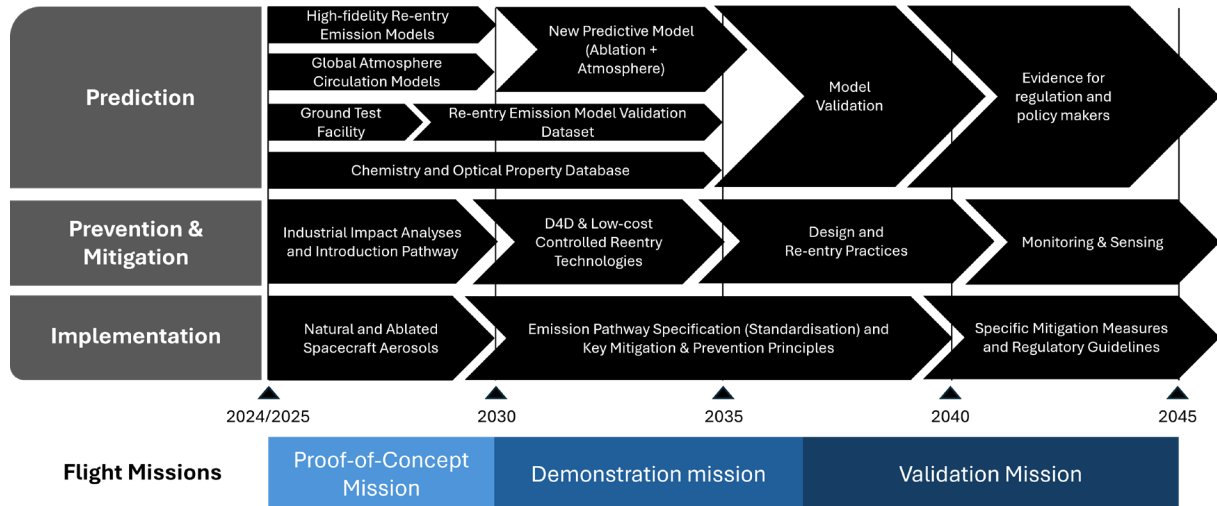 Prediction
High-fidelity Re-entry
Emission Models
Global Atmosphere
Circulation Models
New Predictive Model
(Ablation +
Atmosphere)
Ground Test
Facility
Re-entry Emission Model Validation
Dataset
Chemistry and Optical Property Database
Model
Validation
Evidence for
regulation and
policy makers
Prevention &
Mitigation
Industrial Impact Analyses
and Introduction Pathway
D4D & Low-cost
Controlled Reentry
Technologies
Design and
Re-entry Practices
Monitoring & Sensing
Implementation
Natural and Ablated
Spacecraft Aerosols
Emission Pathway Specification (Standardisation) and
Key Mitigation & Prevention Principles
Specific Mitigation Measures
and Regulatory Guidelines
2024/2025
2030
2035
2040
2045
Flight Missions
Proof-of-Concept
Mission
Demonstration mission
Validation Mission